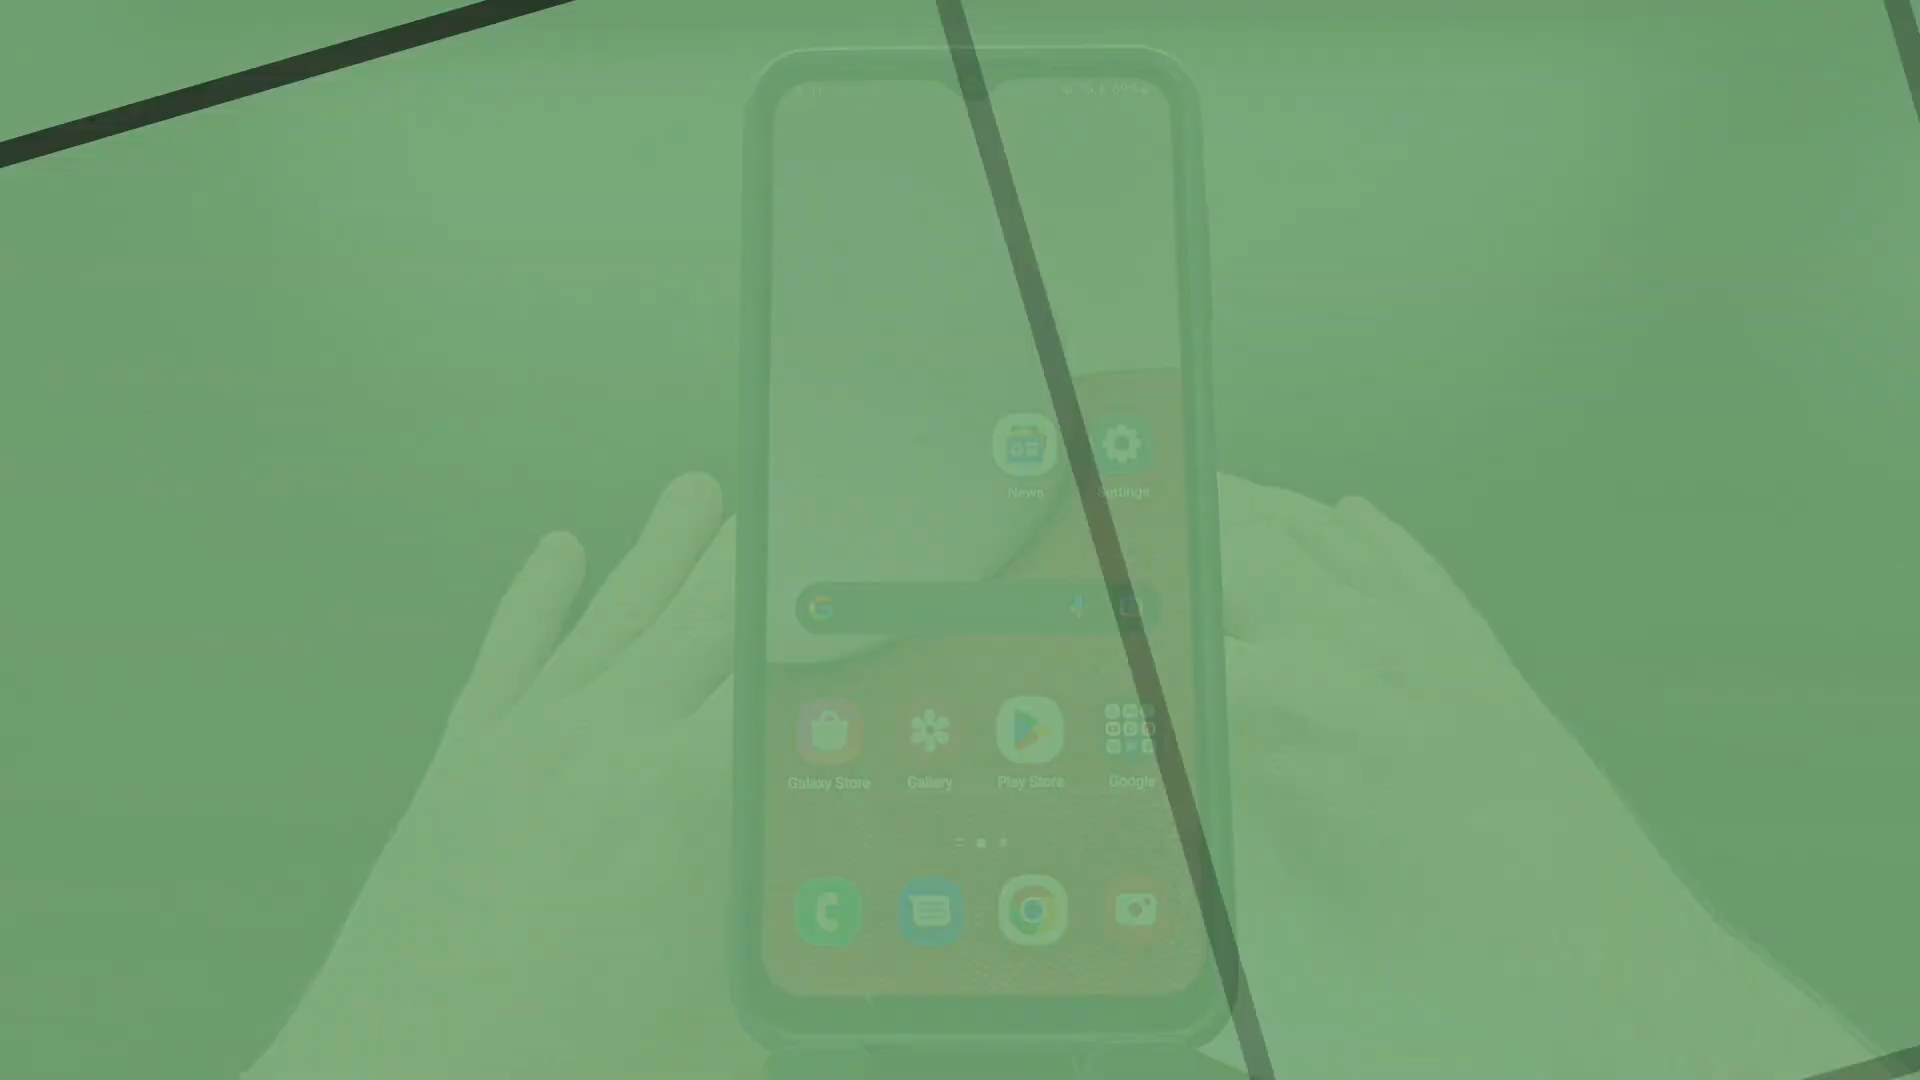 News
Settings
Galaxy Store
Gallery
Play Store
Google